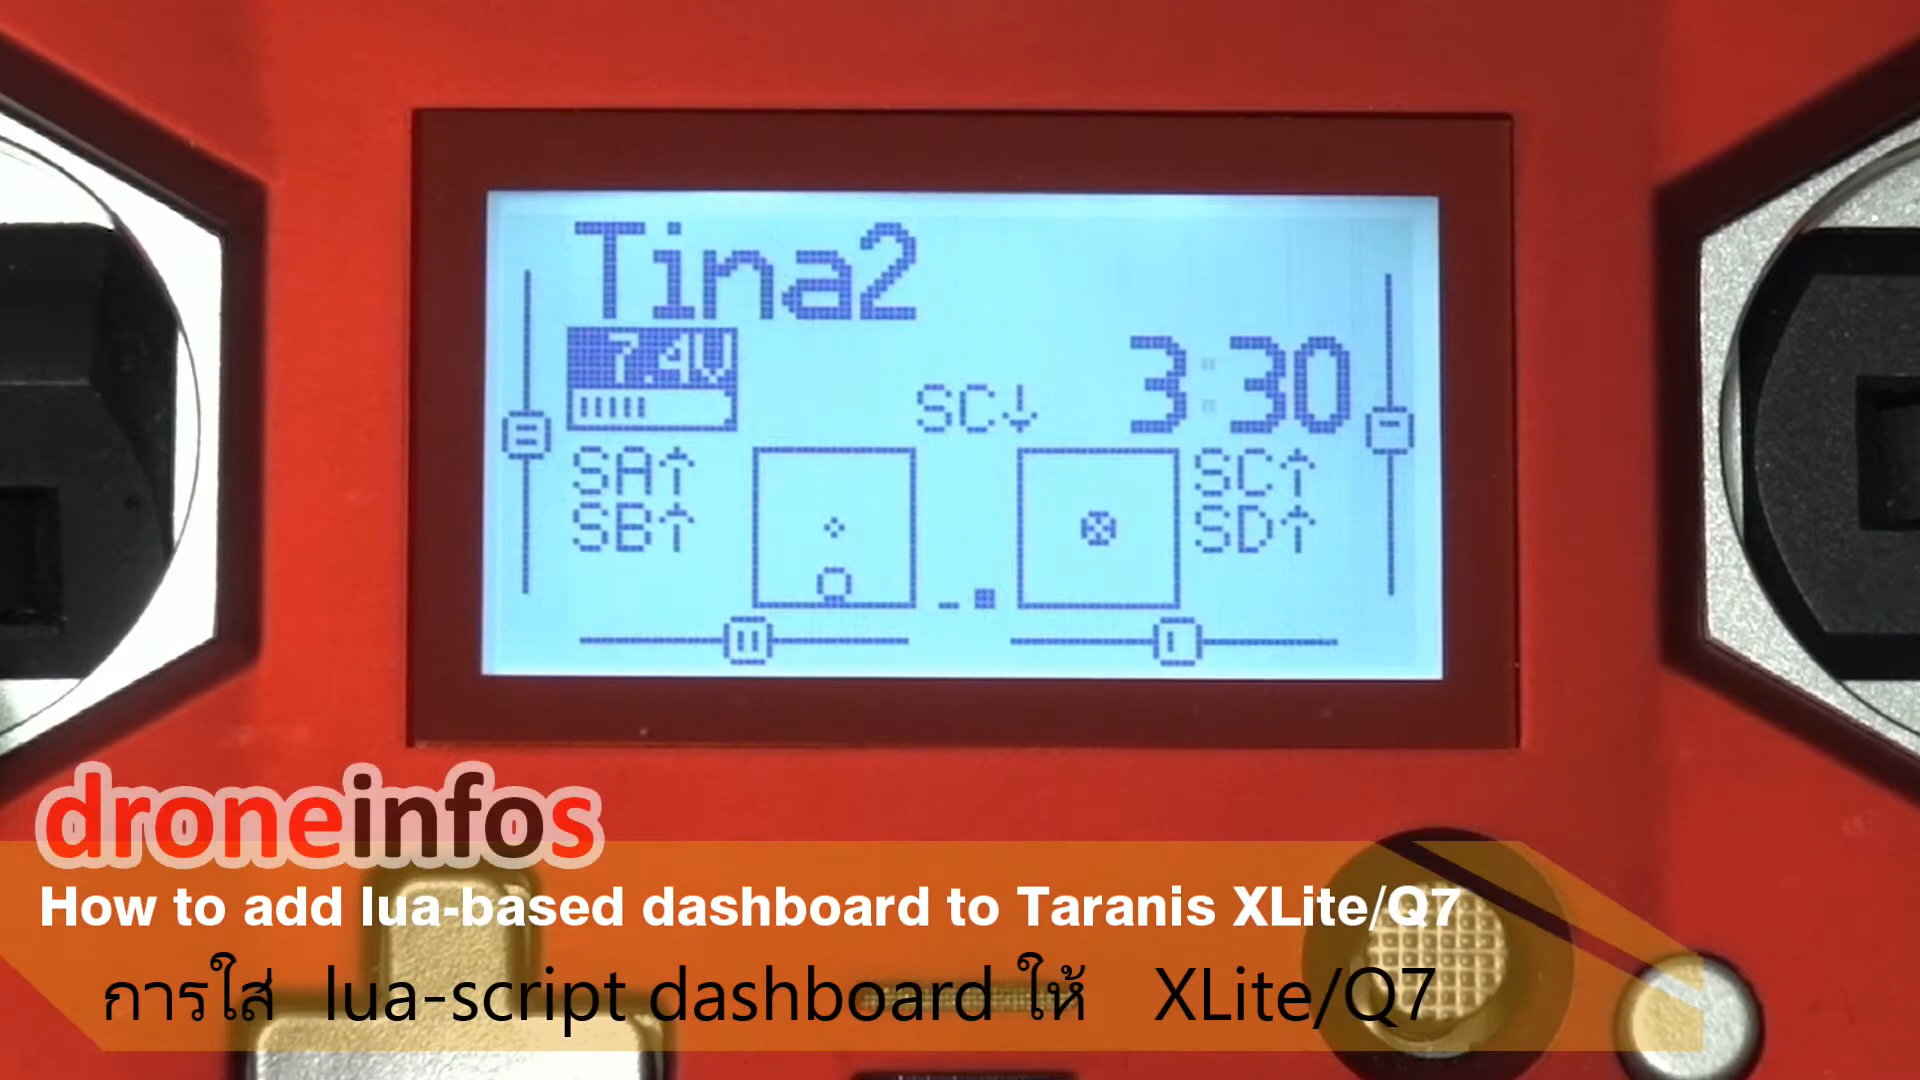 Tina2
7.4V
3:30
SC↓
SA↑
SC↑
SB↑
SD↑
droneinfos
How to add lua-based dashboard to Taranis XLite/Q7
การใส่ lua-script dashboard ให้ XLite/Q7